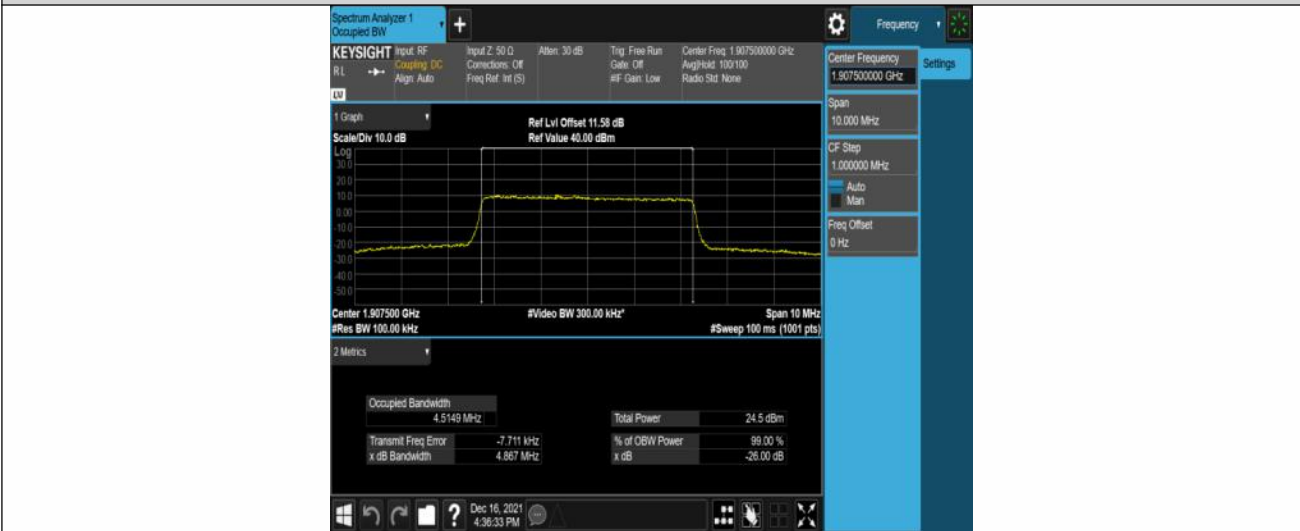 Spectrum Analyzer 1
Occupied BW
+
Frequency
KEYSIGHT Input: RF Input Z: 50 Ω Atten: 30 dB Trig: Free Run Center Freq: 1.907500000 GHz
RL Coupling: DC Corrections: Off Gate: Off Avg|Hold: 100/100
Align: Auto Freq Ref: Int (S) #IF Gain: Low Radio Std: None
LV
Center Frequency
1.907500000 GHz
Settings
Span
10.000 MHz
CF Step
1.000000 MHz
Auto
Man
Freq Offset
0 Hz
1 Graph
Ref Lvl Offset 11.58 dB
Scale/Div 10.0 dB Ref Value 40.00 dBm
Log
30.0
20.0
10.0
0.00
-10.0
-20.0
-30.0
-40.0
-50.0
Center 1.907500 GHz #Video BW 300.00 kHz* Span 10 MHz
#Res BW 100.00 kHz #Sweep 100 ms (1001 pts)
2 Metrics
Occupied Bandwidth
4.5149 MHz
Total Power 24.5 dBm
Transmit Freq Error -7.711 kHz % of OBW Power 99.00 %
x dB Bandwidth 4.867 MHz x dB -26.00 dB
? Dec 16, 2021
4:36:33 PM